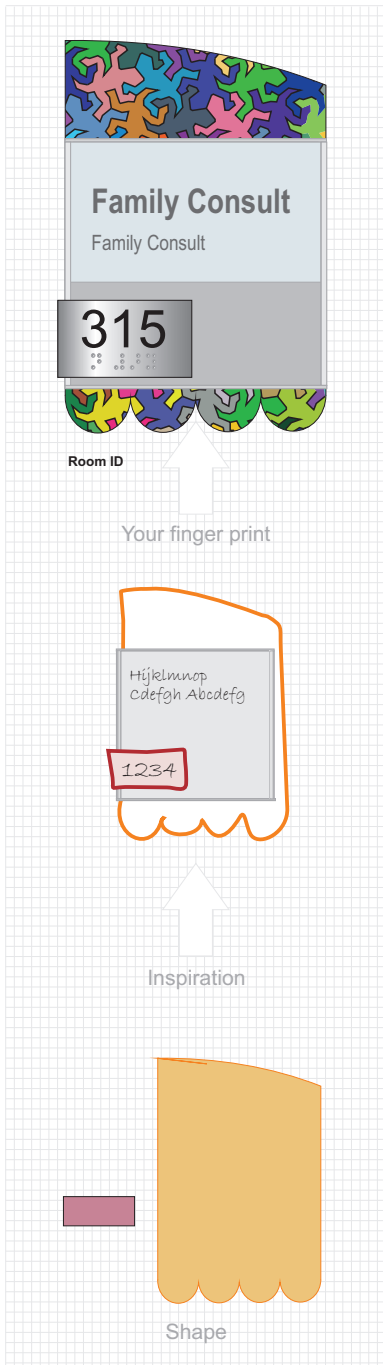 Family Consult
Family Consult
315
Room ID
Your finger print
Hijklmnop
Cdefgh Abcdefg
1234
Inspiration
Shape